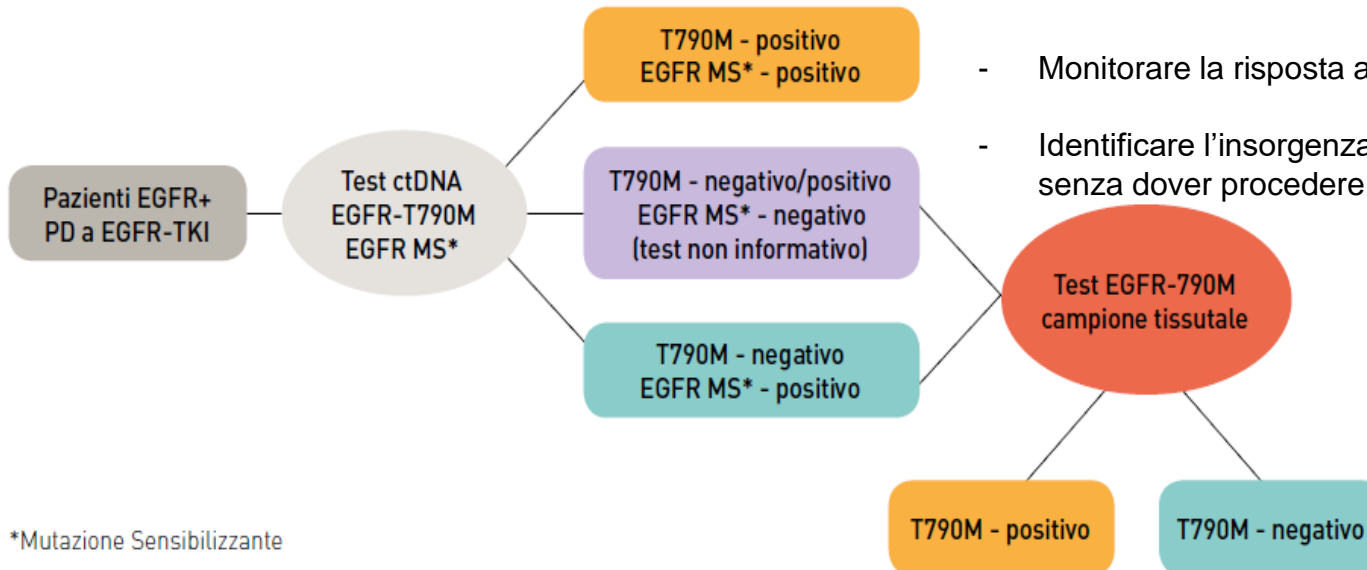 T790M - positivo
EGFR MS* - positivo
- Monitorare la risposta a
- Identificare l'insorgenza
senza dover procedere
Pazienti EGFR+
PD a EGFR-TKI
Test ctDNA
EGFR-T790M
EGFR MS*
T790M - negativo/positivo
EGFR MS* - negativo
(test non informativo)
T790M - negativo
EGFR MS* - positivo
Test EGFR-790M
campione tissutale
T790M - positivo
T790M - negativo
*Mutazione Sensibilizzante